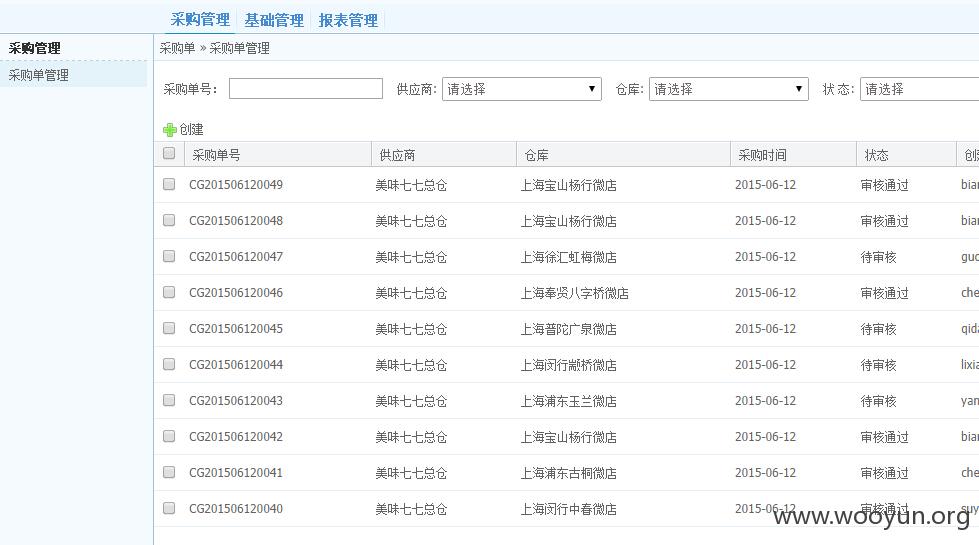 采购管理 基础管理 报表管理
采购管理 采购单 » 采购单管理
采购单管理
采购单号： 供应商: 请选择 仓库: 请选择 状 态: 请选择
创建
采购单号 供应商 仓库 采购时间 状态 创
CG201506120049 美味七七总仓 上海宝山杨行微店 2015-06-12 审核通过 bian
CG201506120048 美味七七总仓 上海宝山杨行微店 2015-06-12 审核通过 bian
CG201506120047 美味七七总仓 上海徐汇虹梅微店 2015-06-12 待审核 guo
CG201506120046 美味七七总仓 上海奉贤八字桥微店 2015-06-12 审核通过 che
CG201506120045 美味七七总仓 上海普陀广泉微店 2015-06-12 待审核 qida
CG201506120044 美味七七总仓 上海闵行颛桥微店 2015-06-12 待审核 lixia
CG201506120043 美味七七总仓 上海浦东玉兰微店 2015-06-12 待审核 yan
CG201506120042 美味七七总仓 上海宝山杨行微店 2015-06-12 审核通过 bian
CG201506120041 美味七七总仓 上海浦东古桐微店 2015-06-12 审核通过 che
CG201506120040 美味七七总仓 上海闵行中春微店 2015-06-12 审核通过 suy
www.wooyun.org